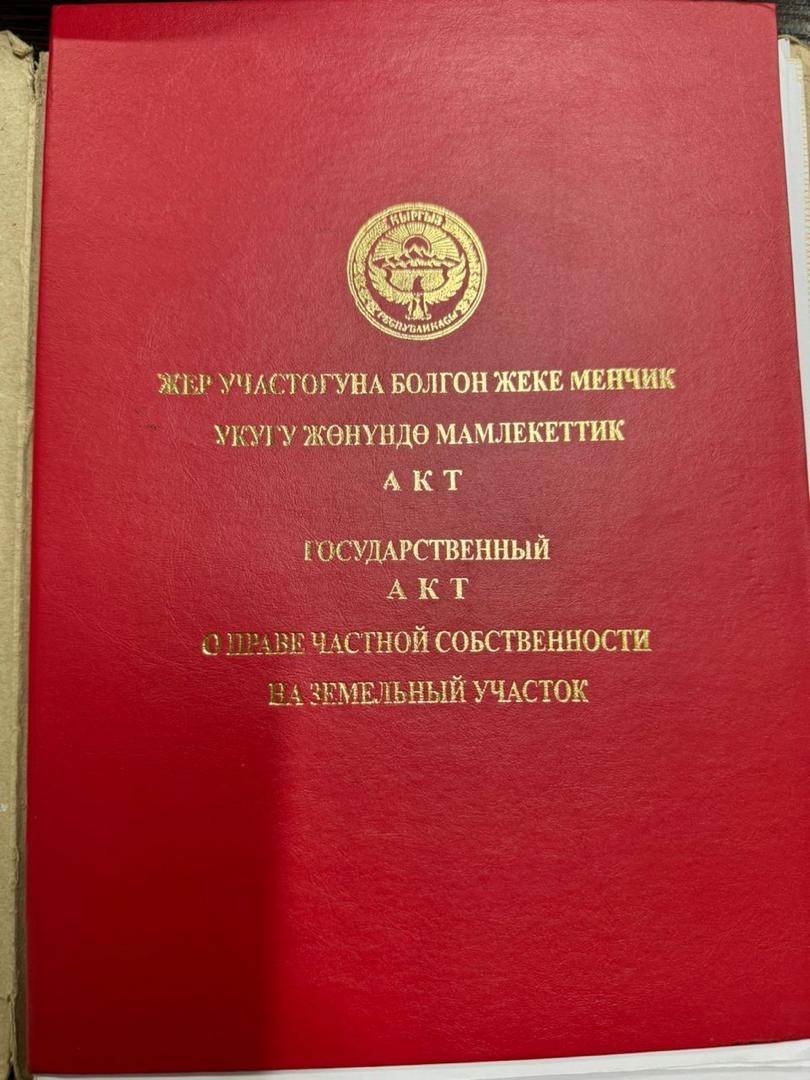 КЫРГЫЗ
РЕСПУБЛИКАСЫ
ЖЕР УЧАСТОГУНА БОЛГОН ЖЕКЕ МЕНЧИК
УКУГУ ЖӨНҮНДӨ МАМЛЕКЕТТИК
АКТ
ГОСУДАРСТВЕННЫЙ
АКТ
О ПРАВЕ ЧАСТНОЙ СОБСТВЕННОСТИ
НА ЗЕМЕЛЬНЫЙ УЧАСТОК